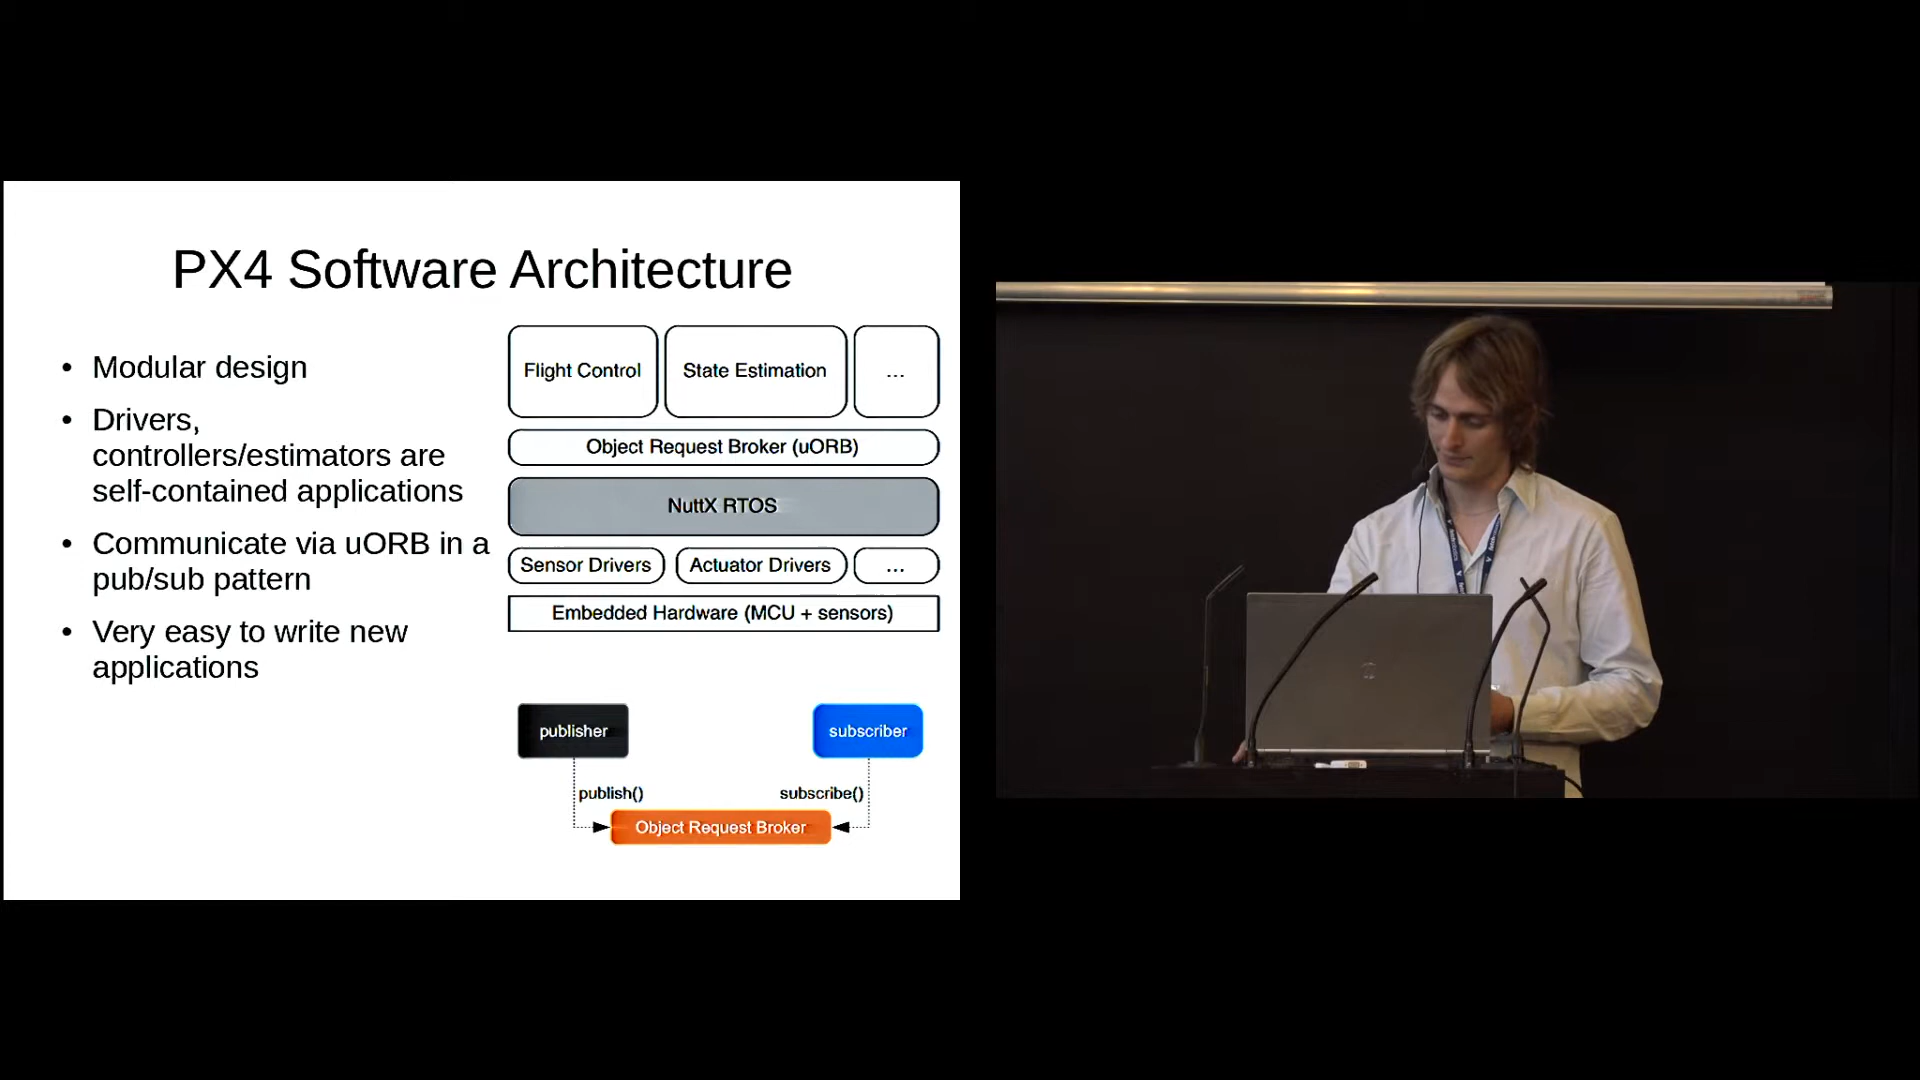 PX4 Software Architecture
• Modular design
• Drivers,
controllers/estimators are
self-contained applications
• Communicate via uORB in a
pub/sub pattern
• Very easy to write new
applications
Flight Control
State Estimation
...
Object Request Broker (uORB)
NuttX RTOS
Sensor Drivers
Actuator Drivers
...
Embedded Hardware (MCU + sensors)
publisher
subscriber
publish()
subscribe()
Object Request Broker